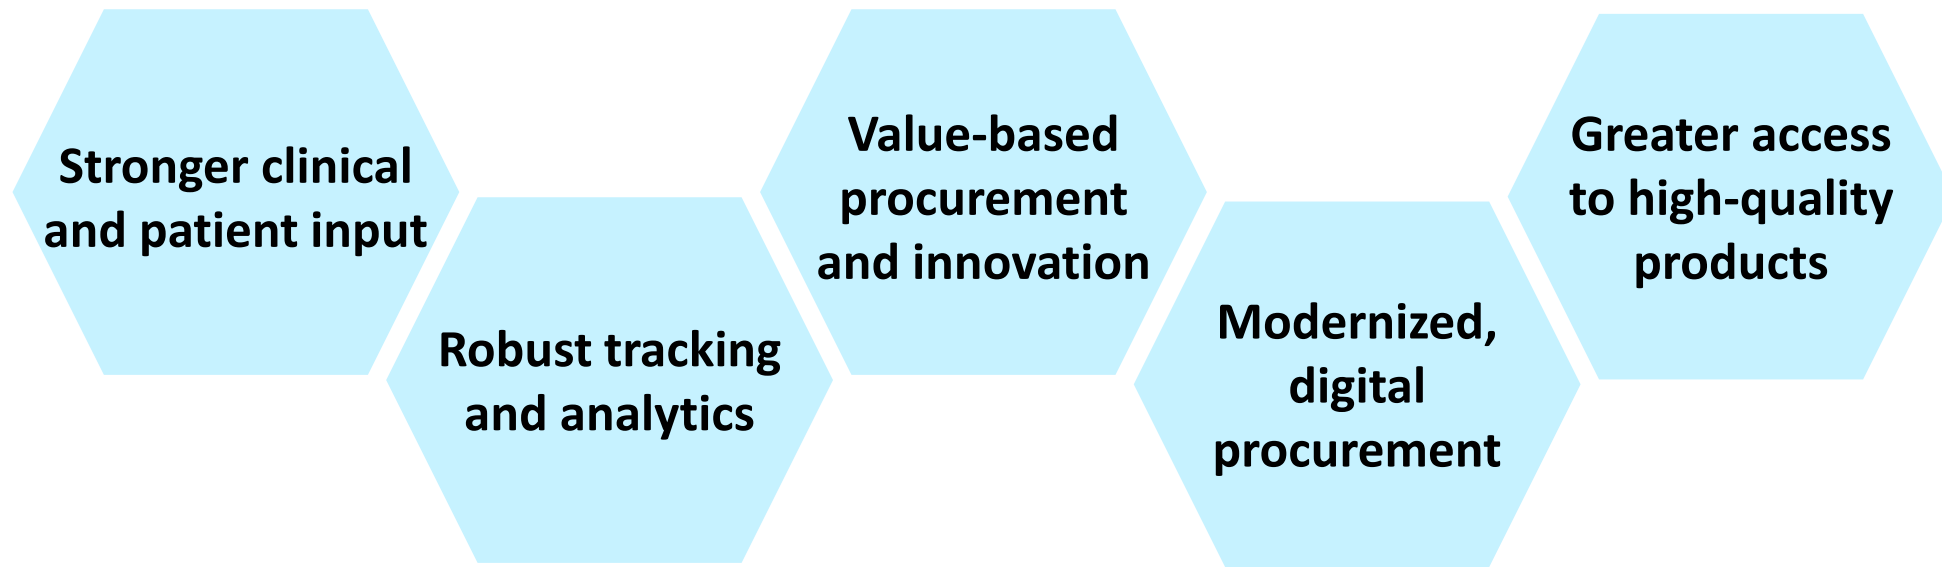 Stronger clinical
and patient input
Robust tracking
and analytics
Value-based
procurement
and innovation
Modernized,
digital
procurement
Greater access
to high-quality
products